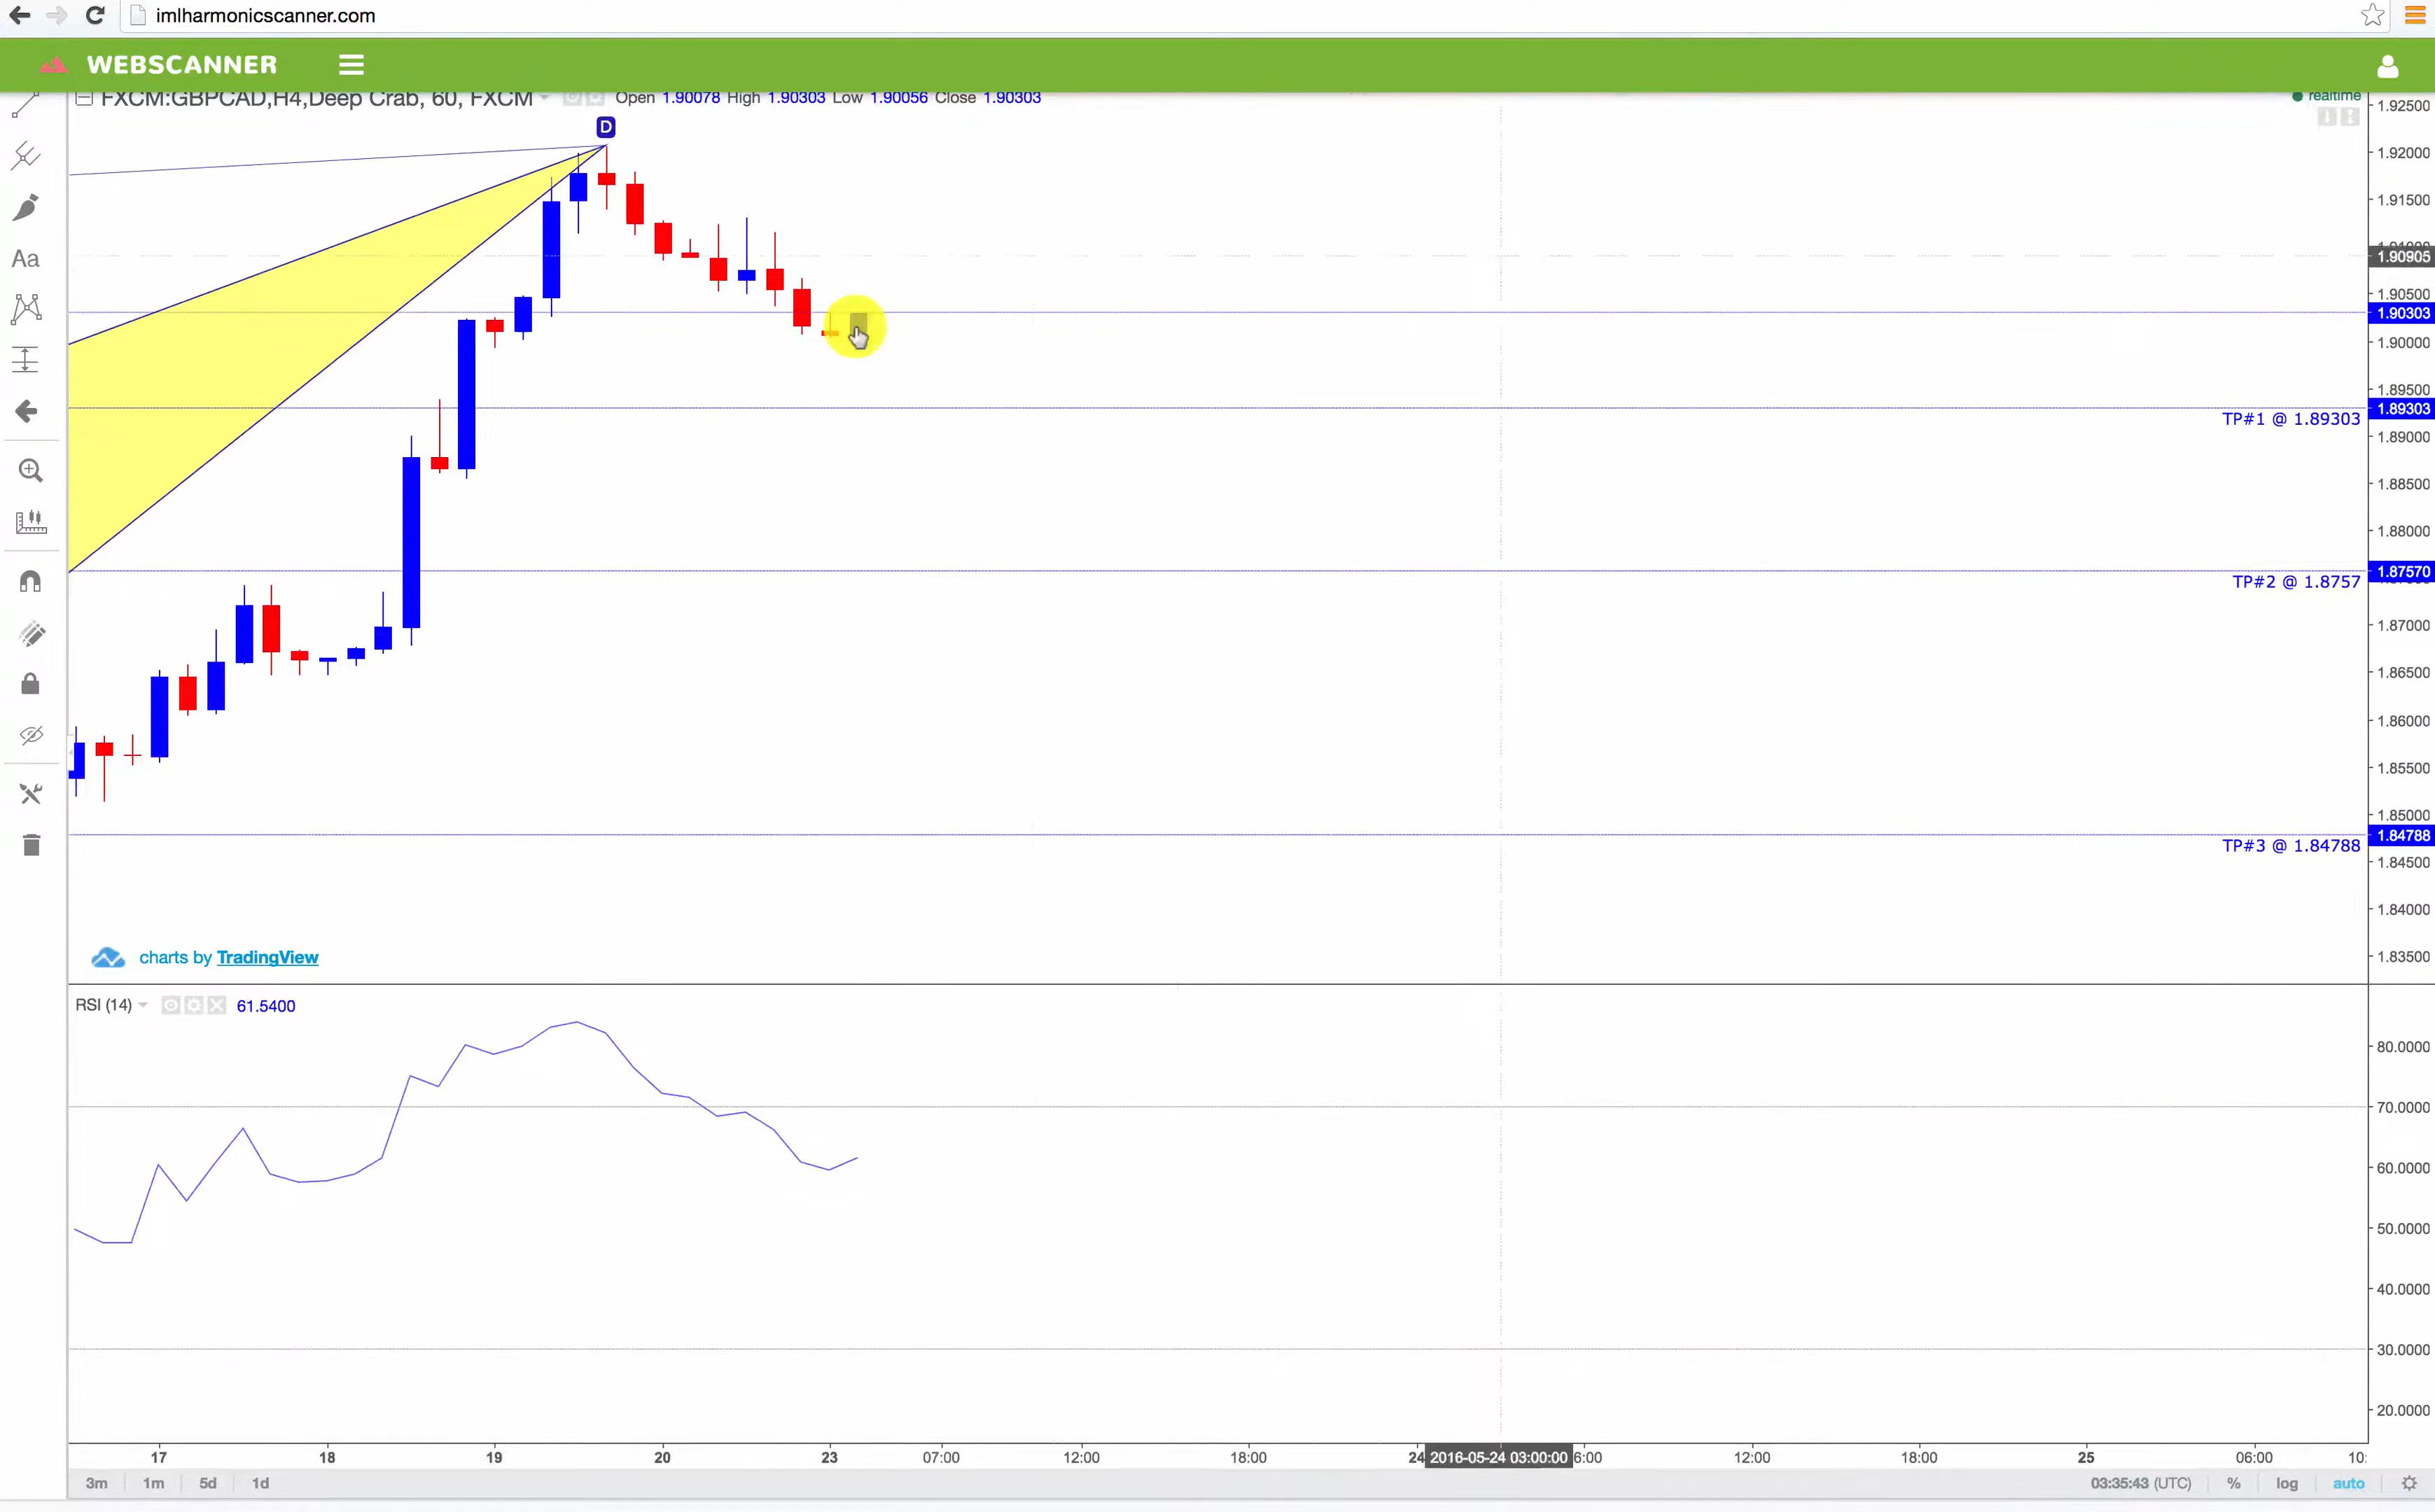 imlharmonicscanner.com
WEBSCANNER
FXCM:GBPCAD,H4,Deep Crab, 60, FXCM Open 1.90078 High 1.90303 Low 1.90056 Close 1.90303
realtime
D
Aa
1.92500
1.92000
1.91500
1.90905
1.90500
1.90303
1.90000
1.89500
1.89303
TP#1 @ 1.89303
1.89000
1.88500
1.88000
1.87570
TP#2 @ 1.8757
1.87000
1.86500
1.86000
1.85500
1.85000
1.84788
TP#3 @ 1.84788
1.84500
1.84000
1.83500
charts by TradingView
RSI (14) 61.5400
80.0000
70.0000
60.0000
50.0000
40.0000
30.0000
20.0000
17 18 19 20 23 07:00 12:00 18:00 24 2016-05-24 03:00:00 6:00 12:00 18:00 25 06:00 10:
3m 1m 5d 1d 03:35:43 (UTC) % log auto